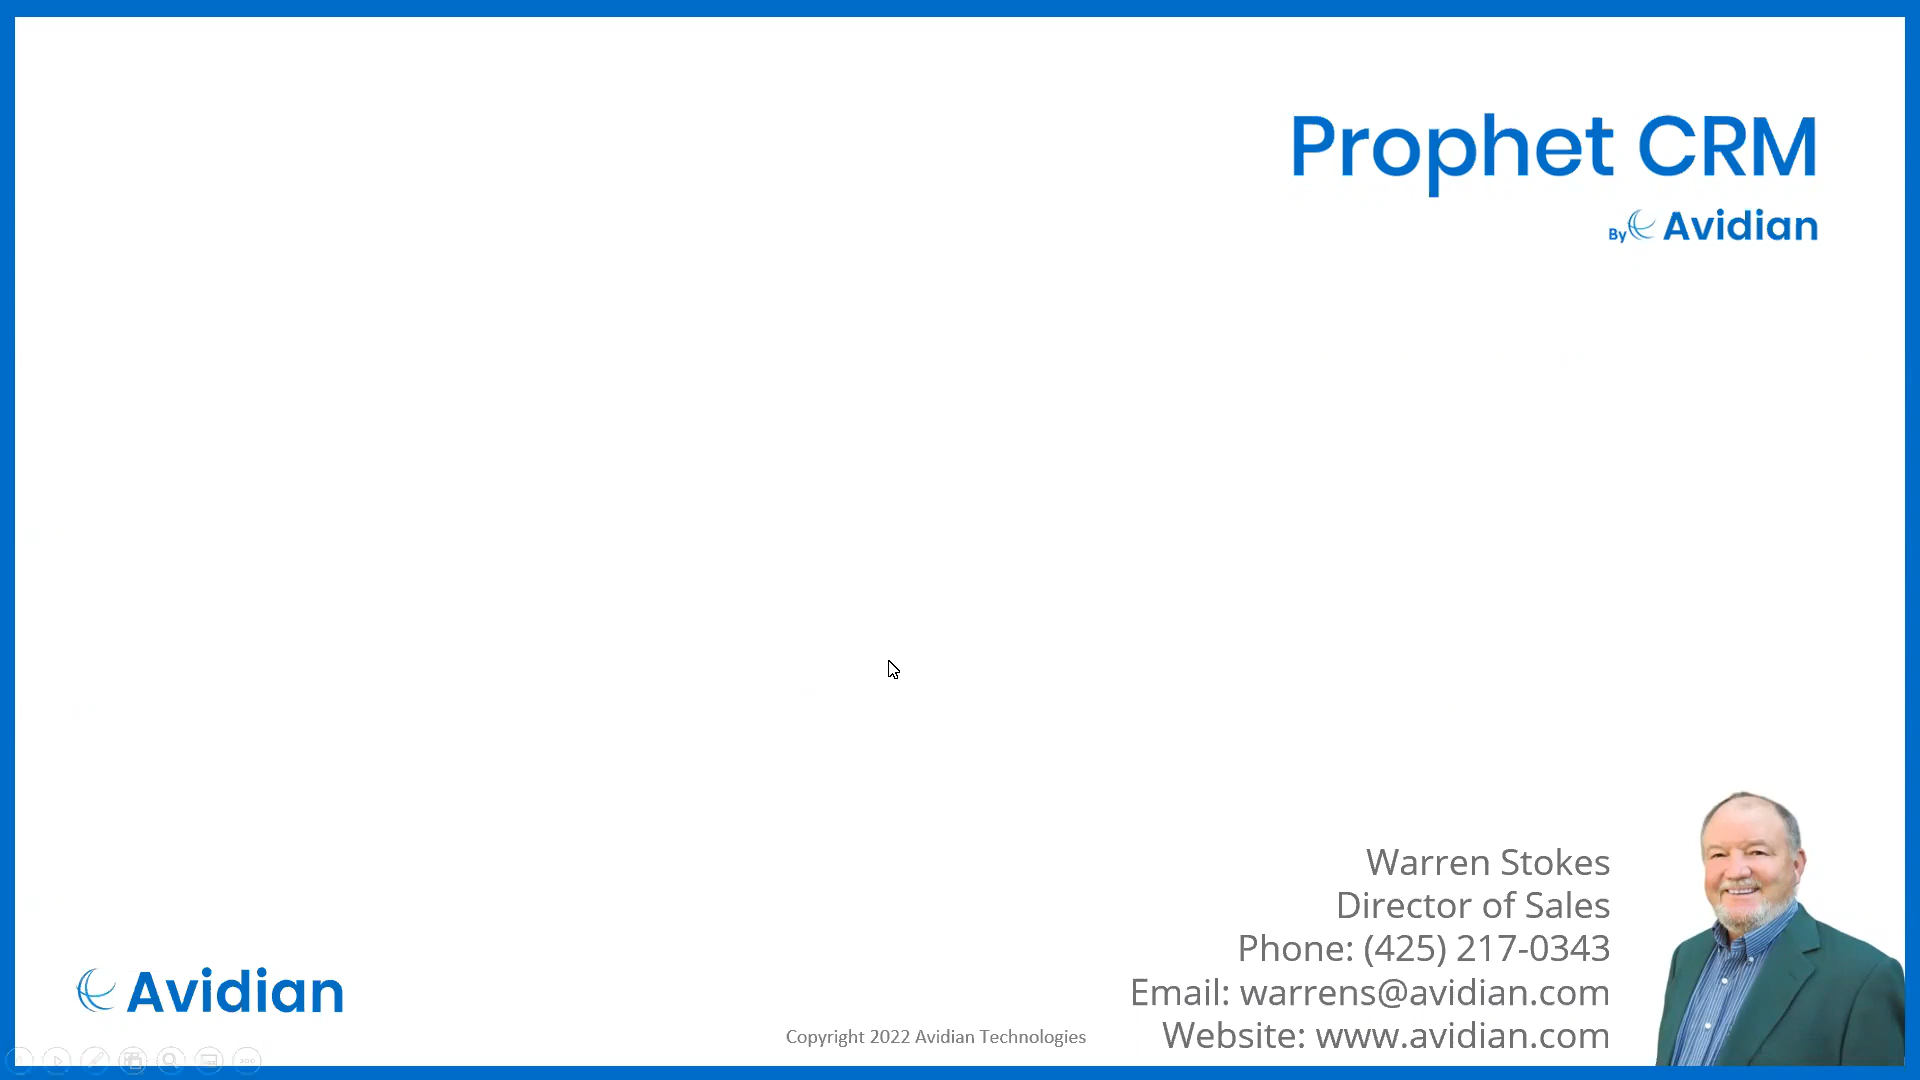 Prophet CRM
By Avidian
Warren Stokes
Director of Sales
Phone: (425) 217-0343
Email: warrens@avidian.com
Avidian
Copyright 2022 Avidian Technologies
Website: www.avidian.com